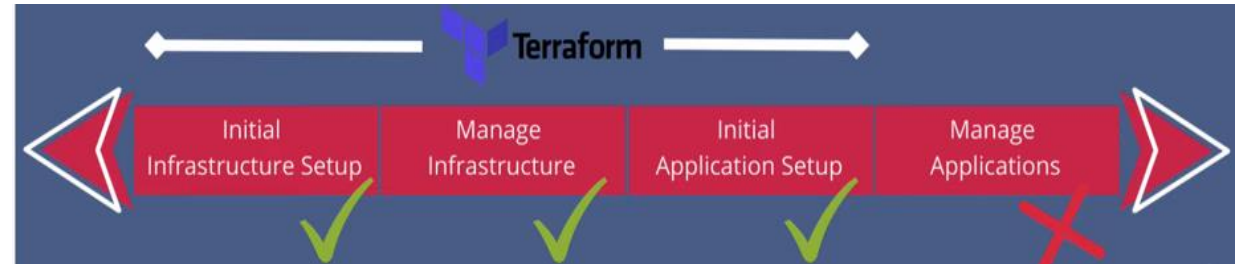 Terraform
Initial
Infrastructure Setup
Manage
Infrastructure
Initial
Application Setup
Manage
Applications